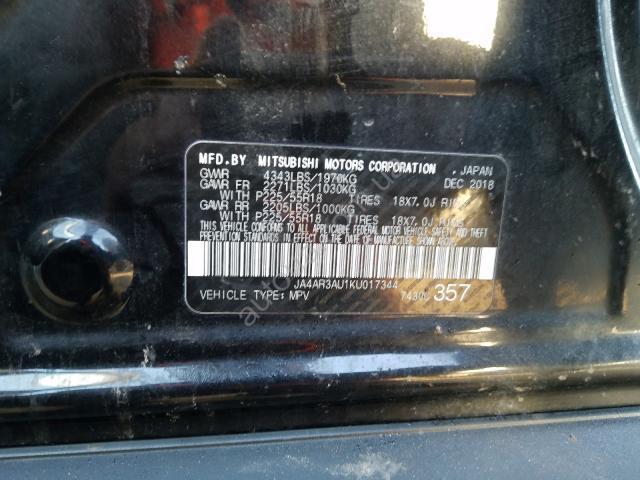 MFD.BY MITSUBISHI MOTORS CORPORATION , JAPAN
GVWR 4343LBS/1970KG DEC 2018
GAWR FR 2271LBS/1030KG
WITH P225/55R18 TIRES 18X7.0J RIMS
GAWR RR 2205LBS/1000KG
WITH P225/55R18 TIRES 18X7.0J RIMS
THIS VEHICLE CONFORMS TO ALL APPLICABLE FEDERAL MOTOR VEHICLE SAFETY AND THEFT
PREVENTION STANDARDS IN EFFECT ON THE DATE OF MANUFACTURE SHOWN ABOVE.
JA4AR3AU1KU017344
VEHICLE TYPE: MPV 357